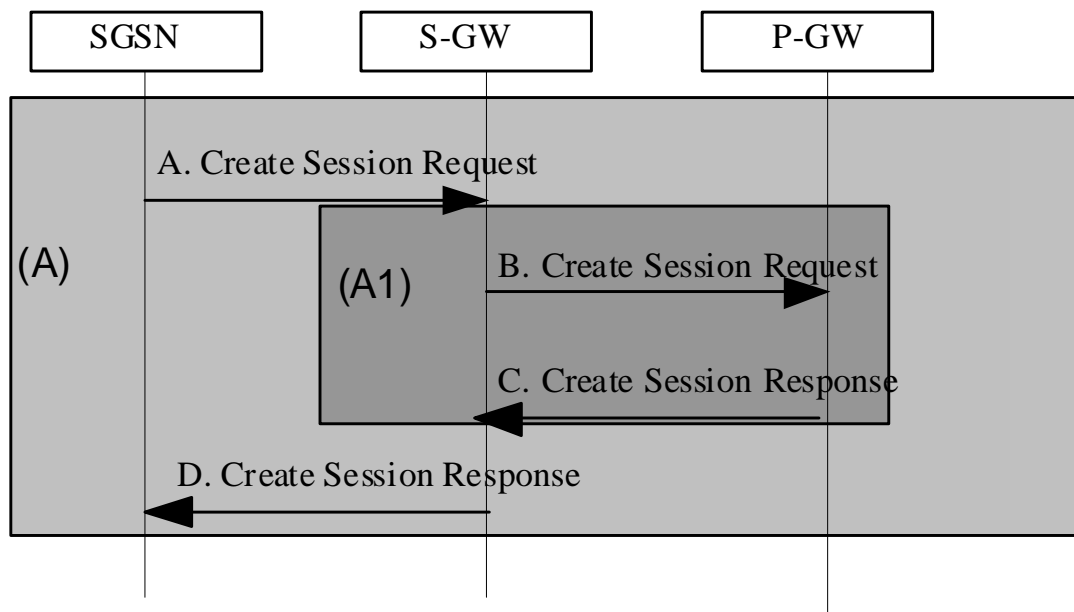 SGSN
S-GW
P-GW
A. Create Session Request
(A)
(A1)
B. Create Session Request
C. Create Session Response
D. Create Session Response